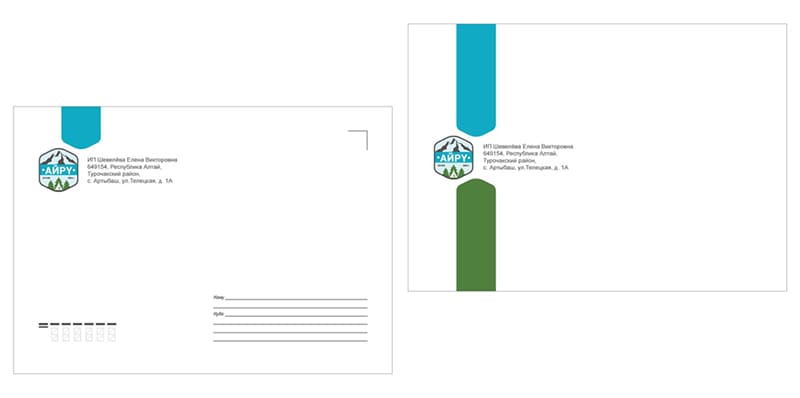 АЙРУ
ИП Шевелёва Елена Викторовна
649154, Республика Алтай,
Турочакский район,
с. Артыбаш, ул.Телецкая, д. 1А
Кому
Куда
АЙРУ
ИП Шевелёва Елена Викторовна
649154, Республика Алтай,
Турочакский район,
с. Артыбаш, ул.Телецкая, д. 1А